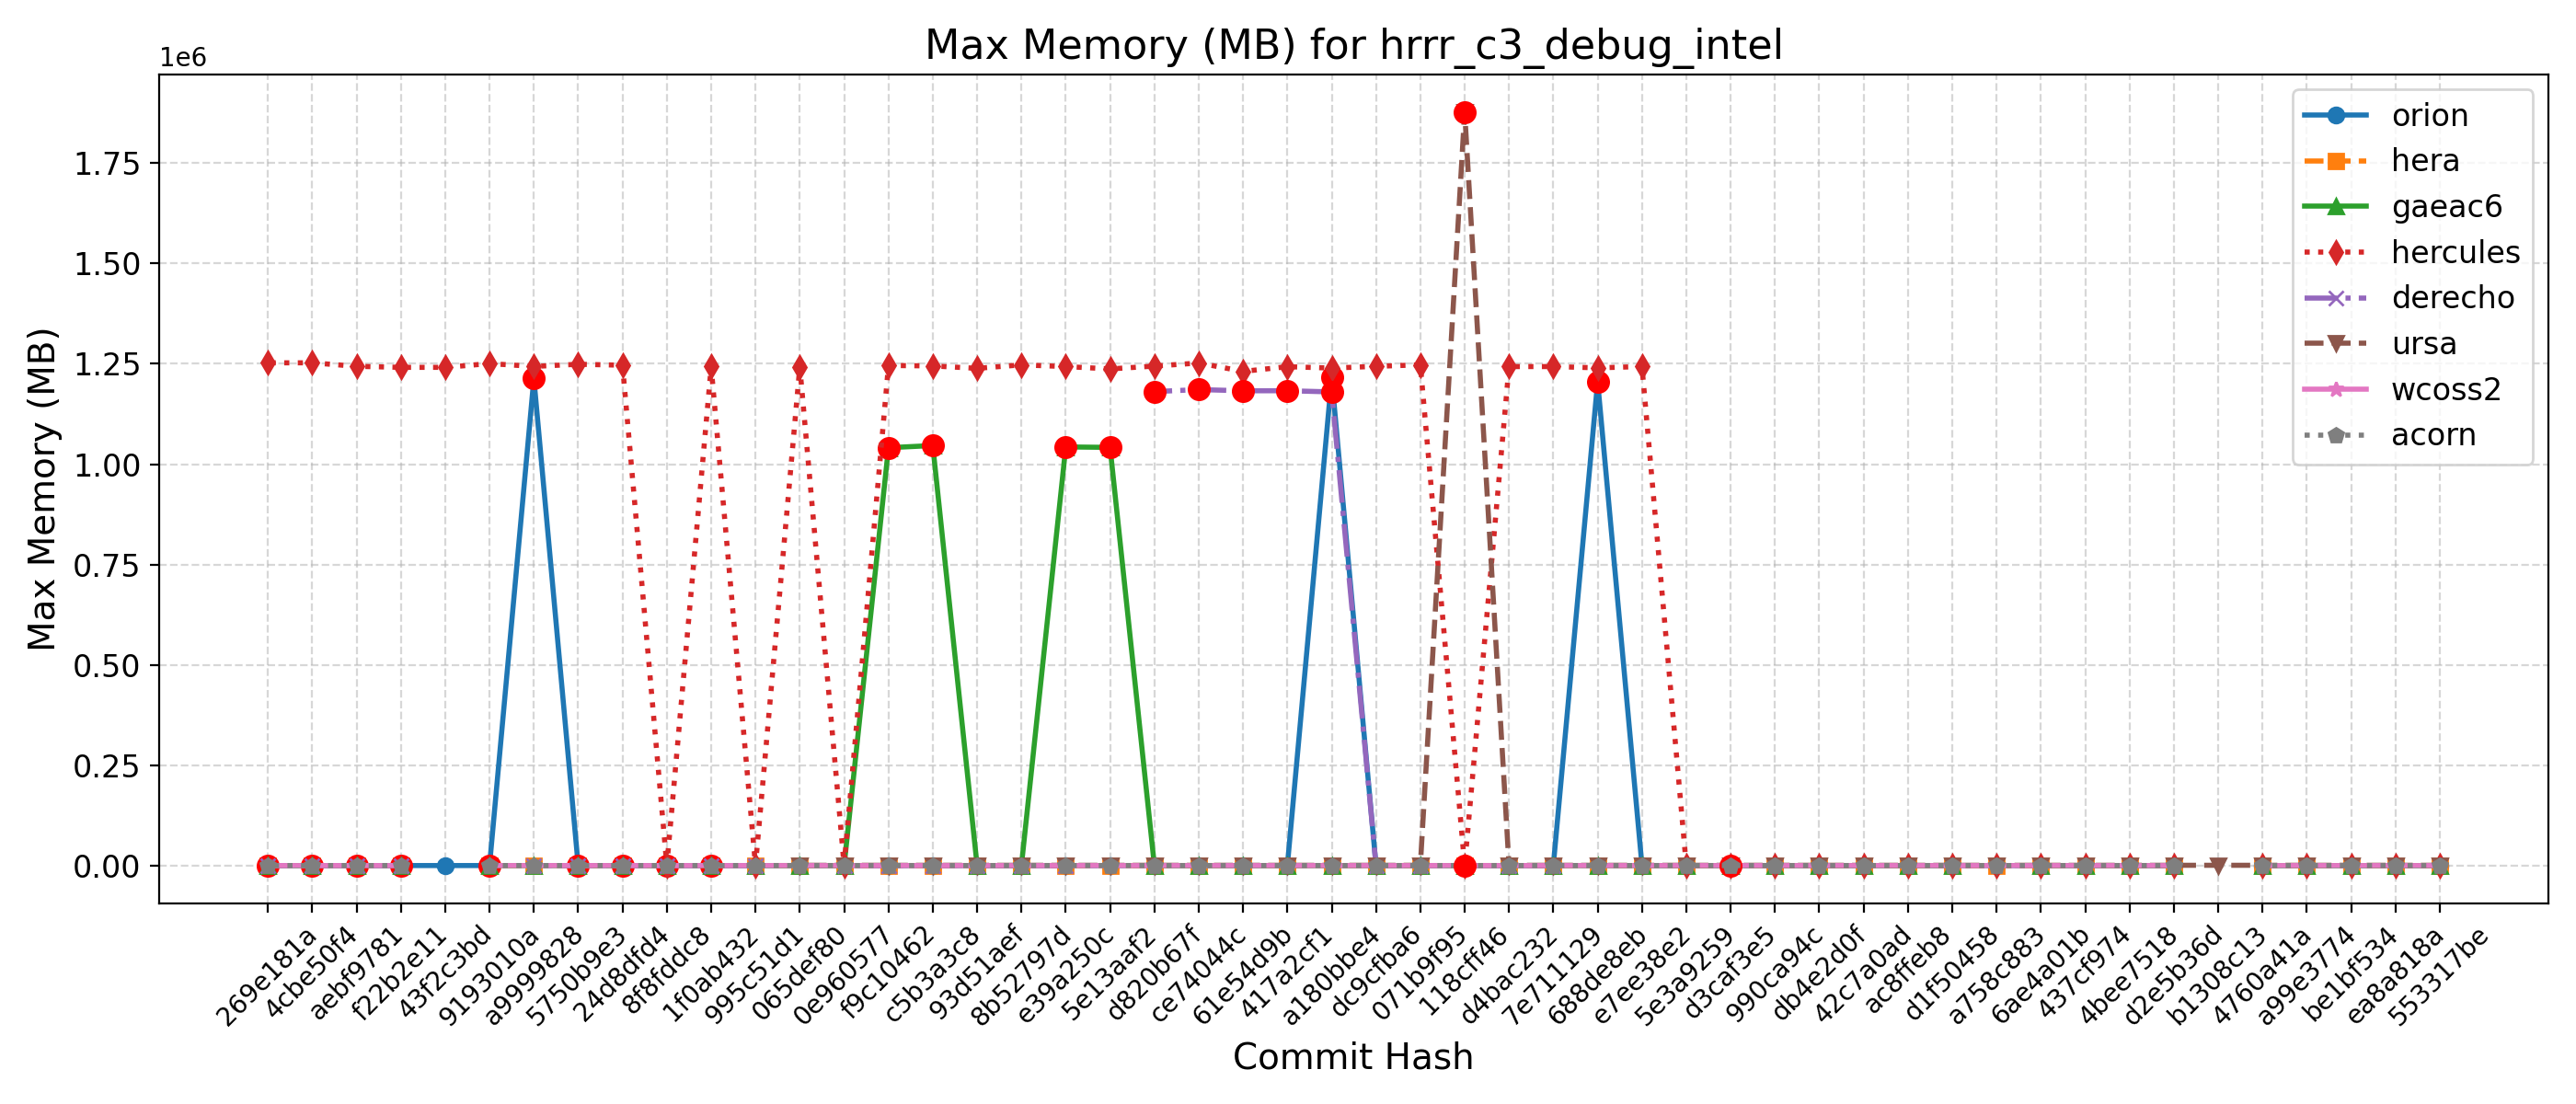 Max Memory (MB) for hrrr_c3_debug_intel
1e6
1.75
1.50
1.25
1.00
0.75
0.50
0.25
0.00
Max Memory (MB)
orion
hera
gaeac6
hercules
derecho
ursa
wcoss2
acorn
269e181a
4cbe50f4
aebf9781
f22b2e11
43f2c3bd
9193010a
a9999828
5750b9e3
24d8dfd4
8f8fddc8
1f0ab432
995c51d1
065def80
0e960577
f9c10462
c5b3a3c8
93d51aef
8b52797d
e39a250c
5e13aaf2
d820b67f
ce74044c
61e54d9b
417a2cf1
a180bbe4
dc9cfba6
071b9f95
118cff46
d4bac232
7e711129
688de8eb
e7ee38e2
5e3a9259
d3caf3e5
990ca94c
db4e2d0f
42c7a0ad
ac8ffeb8
d1f50458
a758c883
6ae4a01b
437cf974
4bee7518
d2e5b36d
b1308c13
4760a41a
a99e3774
be1bf534
ea8a818a
553317be
Commit Hash